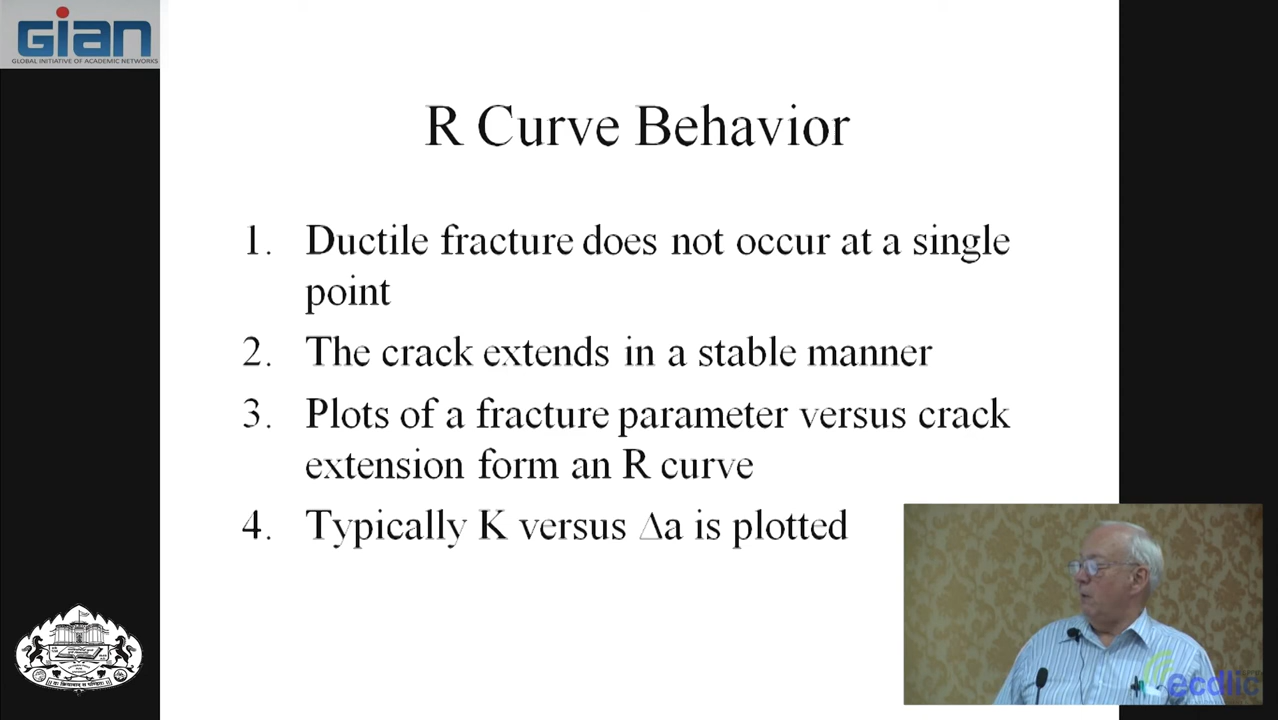 GIAN
GLOBAL INITIATIVE OF ACADEMIC NETWORKS
R Curve Behavior
1. Ductile fracture does not occur at a single
point
2. The crack extends in a stable manner
3. Plots of a fracture parameter versus crack
extension form an R curve
4. Typically K versus Δa is plotted
ecdlic